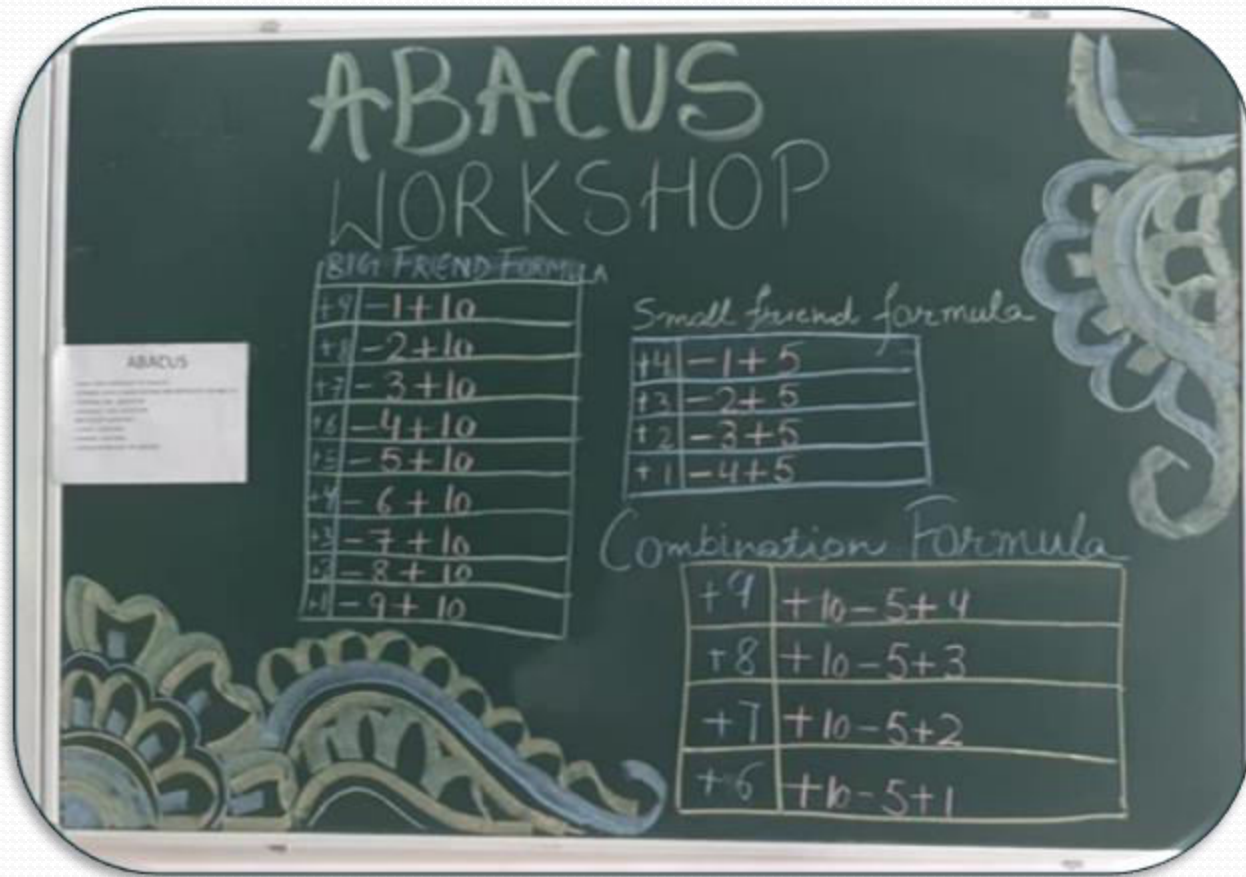 ABACUS
WORKSHOP
BIG FRIEND FORMULA
+9 -1+10
+8 -2+10
+7 -3+10
+6 -4+10
+5 -5+10
+4 -6+10
+3 -7+10
+2 -8+10
+1 -9+10
Small friend formula
+4 -1+5
+3 -2+5
+2 -3+5
+1 -4+5
Combination Formula
+9 +10-5+4
+8 +10-5+3
+7 +10-5+2
+6 +10-5+1
ABACUS